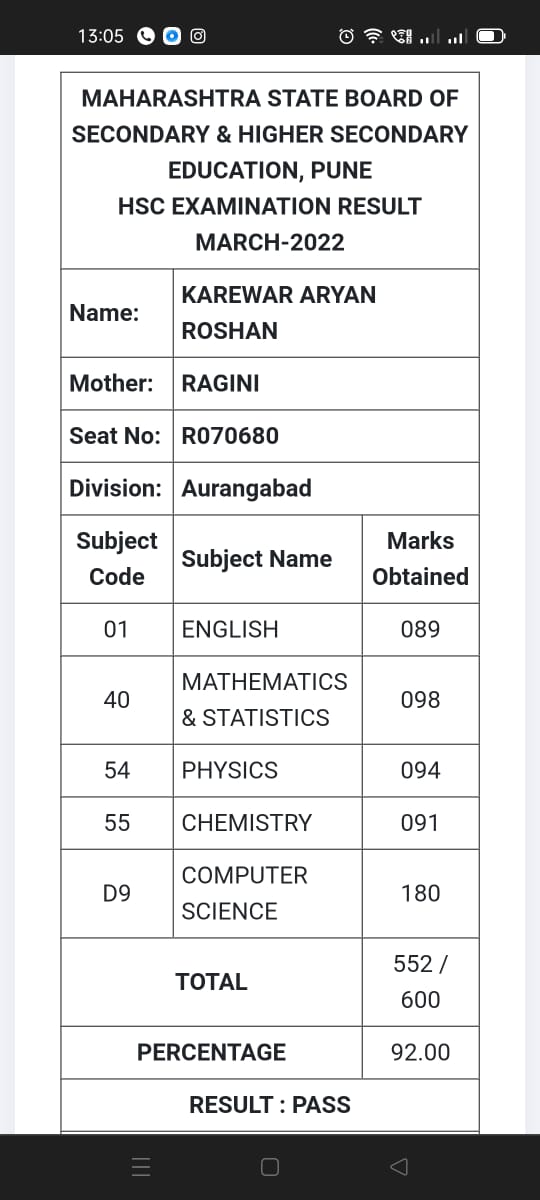 13:05
MAHARASHTRA STATE BOARD OF
SECONDARY & HIGHER SECONDARY
EDUCATION, PUNE
HSC EXAMINATION RESULT
MARCH-2022
Name:
KAREWAR ARYAN
ROSHAN
Mother: RAGINI
Seat No: R070680
Division: Aurangabad
Subject
Code
Subject Name
Marks
Obtained
01 ENGLISH 089
40
MATHEMATICS
& STATISTICS
098
54 PHYSICS 094
55 CHEMISTRY 091
D9
COMPUTER
SCIENCE
180
TOTAL
552 /
600
PERCENTAGE 92.00
RESULT : PASS